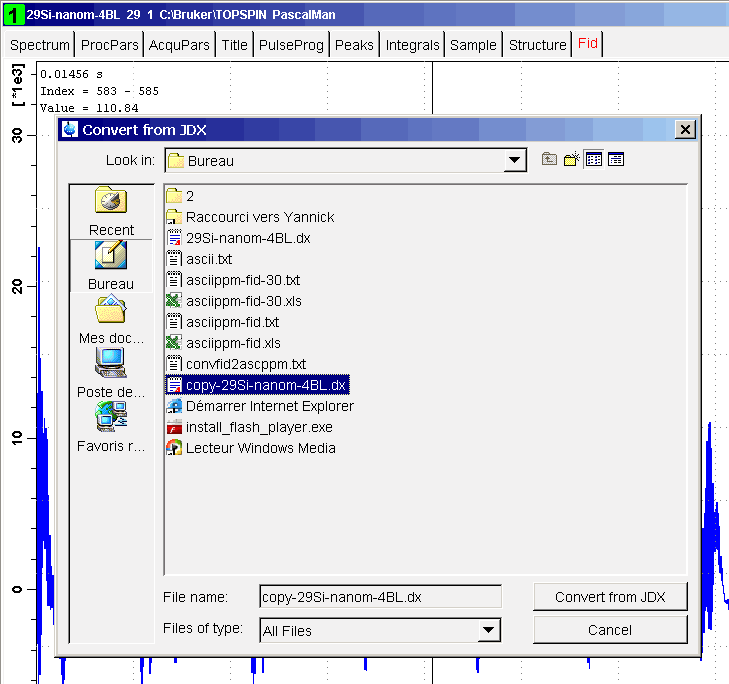 1 29Si-nanom-4BL 29 1 C:\Bruker\TOPSPIN PascalMan
Spectrum ProcPars AcquPars Title PulseProg Peaks Integrals Sample Structure Fid
[*1e3]
0.01456 s
Index = 583 - 585
Value = 110.84
30
20
10
0
Convert from JDX
Look in: Bureau
Recent
Bureau
Mes doc...
Poste de...
Favoris r...
2
Raccourci vers Yannick
29Si-nanom-4BL.dx
ascii.txt
asciippm-fid-30.txt
asciippm-fid-30.xls
asciippm-fid.txt
asciippm-fid.xls
convfid2ascppm.txt
copy-29Si-nanom-4BL.dx
Démarrer Internet Explorer
install_flash_player.exe
Lecteur Windows Media
File name: copy-29Si-nanom-4BL.dx Convert from JDX
Files of type: All Files Cancel